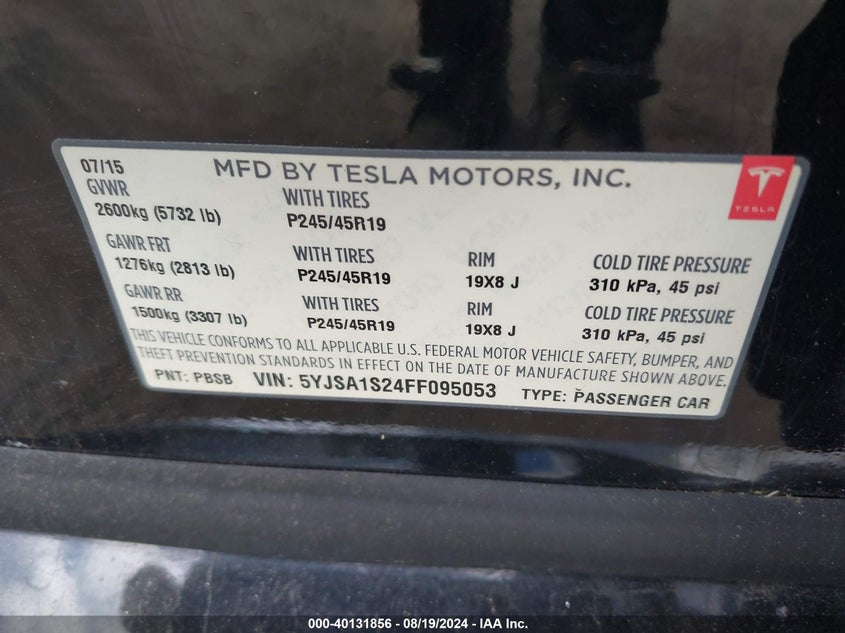 07/15 MFD BY TESLA MOTORS, INC.
TESLA
GVWR WITH TIRES
2600kg (5732 lb) P245/45R19
GAWR FRT WITH TIRES RIM COLD TIRE PRESSURE
1276kg (2813 lb) P245/45R19 19X8 J 310 kPa, 45 psi
GAWR RR WITH TIRES RIM COLD TIRE PRESSURE
1500kg (3307 lb) P245/45R19 19X8 J 310 kPa, 45 psi
THIS VEHICLE CONFORMS TO ALL APPLICABLE U.S. FEDERAL MOTOR VEHICLE SAFETY, BUMPER, AND
THEFT PREVENTION STANDARDS IN EFFECT ON THE DATE OF MANUFACTURE SHOWN ABOVE.
PNT: PBSB VIN: 5YJSA1S24FF095053 TYPE: PASSENGER CAR
000-40131856 - 08/19/2024 - IAA Inc.